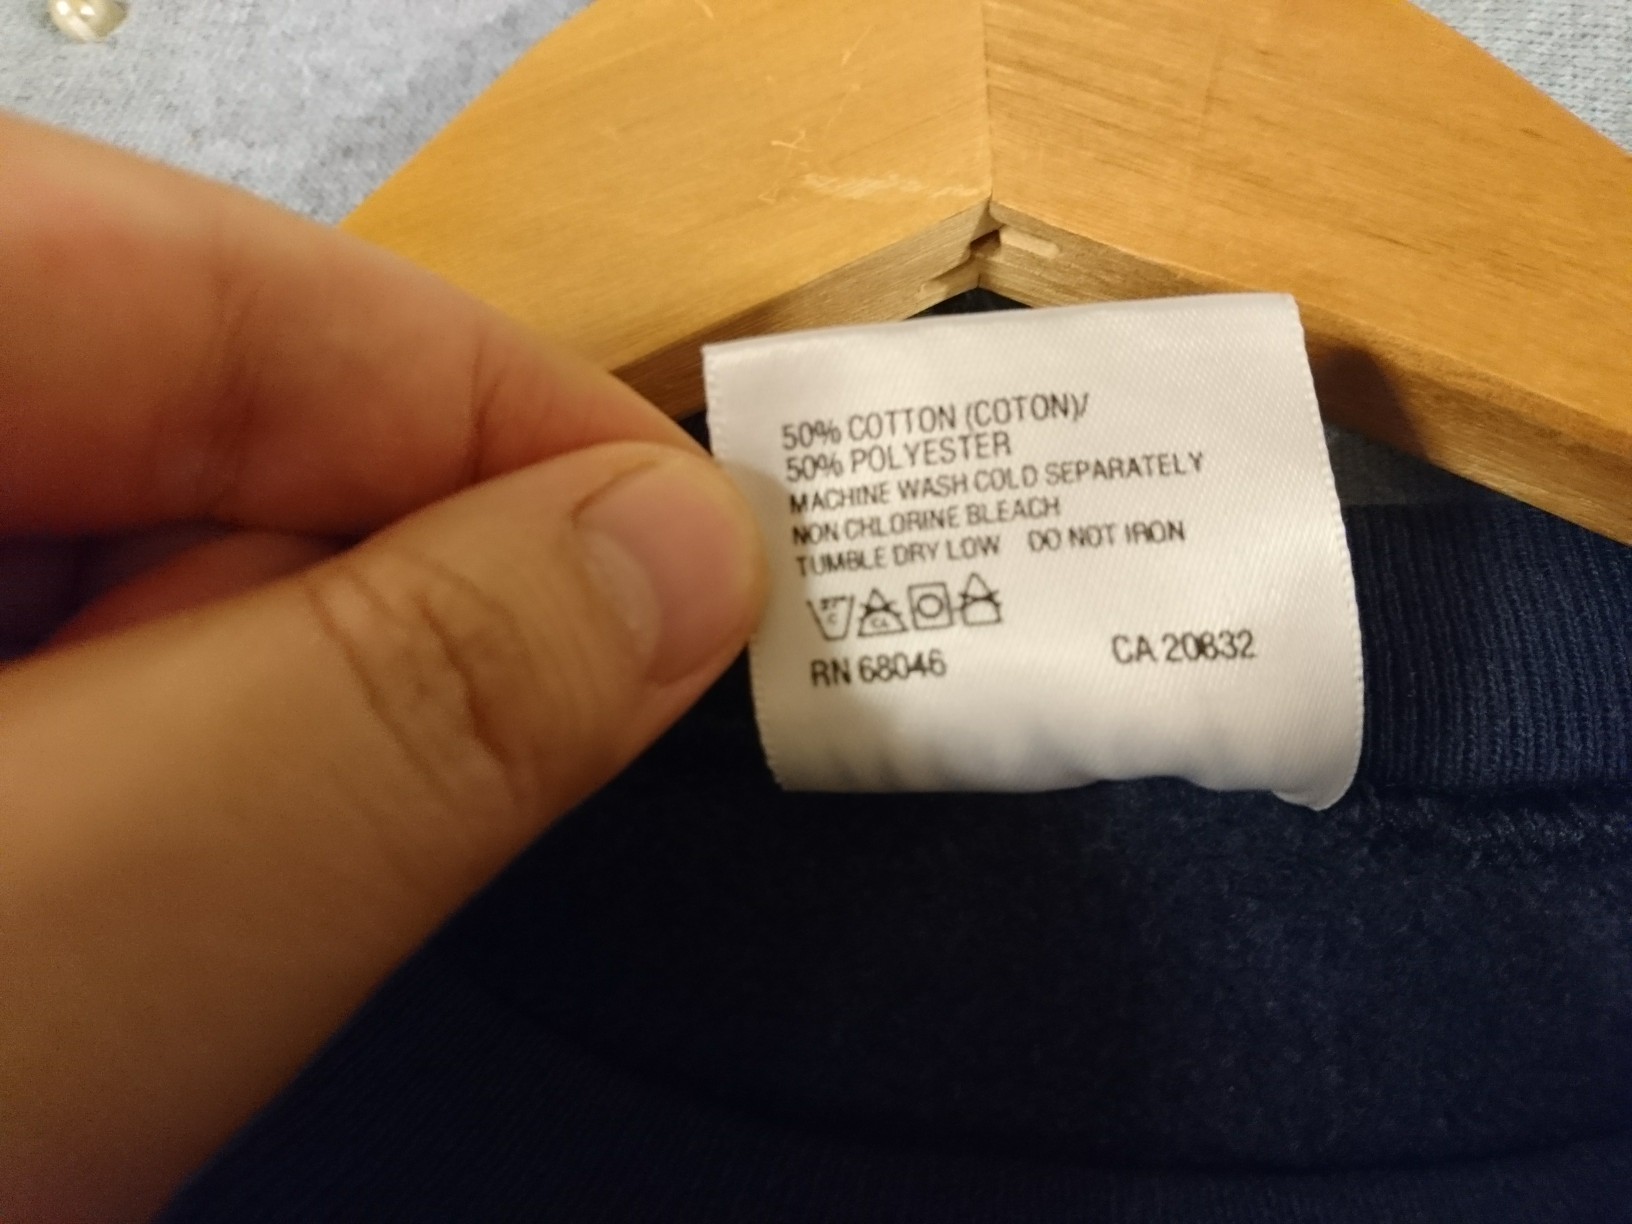 50% COTTON (COTON)/
50% POLYESTER
MACHINE WASH COLD SEPARATELY
NON CHLORINE BLEACH
TUMBLE DRY LOW DO NOT IRON
RN 68046 CA 20832